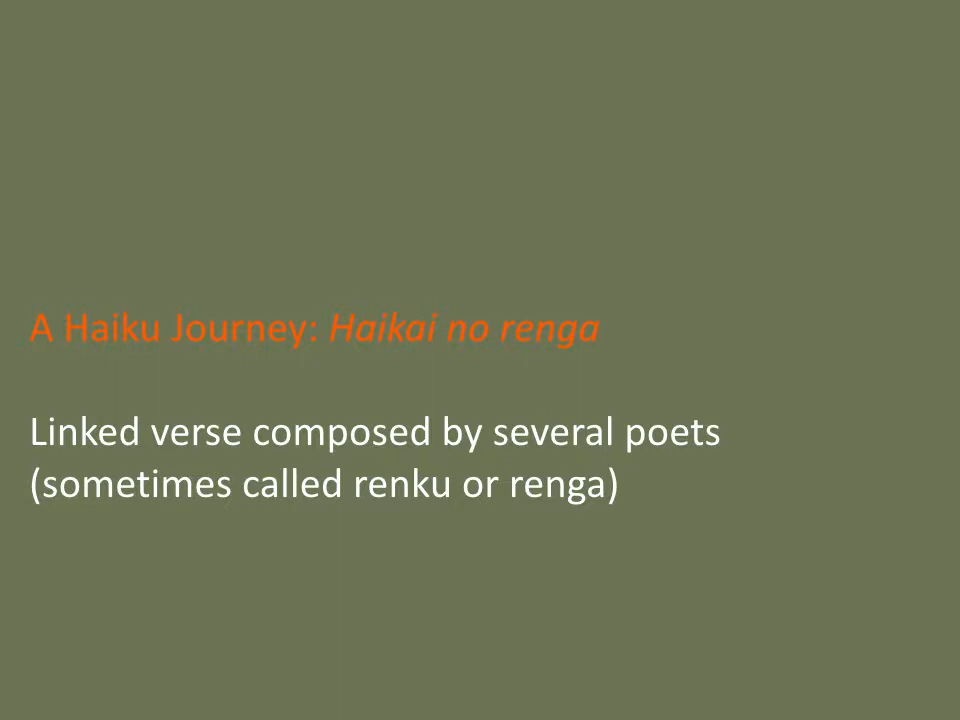 A Haiku Journey: Haikai no renga
Linked verse composed by several poets
(sometimes called renku or renga)